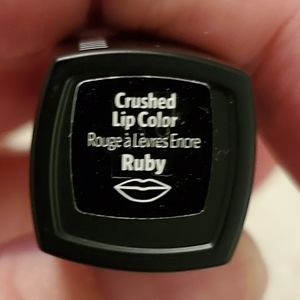 Crushed
Lip Color
Rouge à Lèvres Encre
Ruby